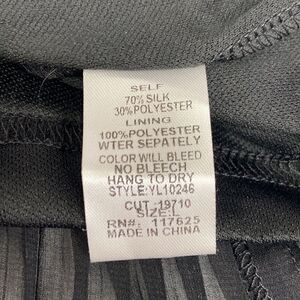 SELF
70% SILK
30% POLYESTER
LINING
100% POLYESTER
WTER SEPATELY
COLOR WILL BLEED
NO BLEECH
HANG TO DRY
STYLE:YL10246
CUT :19710
SIZE:L
RN#: 117625
MADE IN CHINA